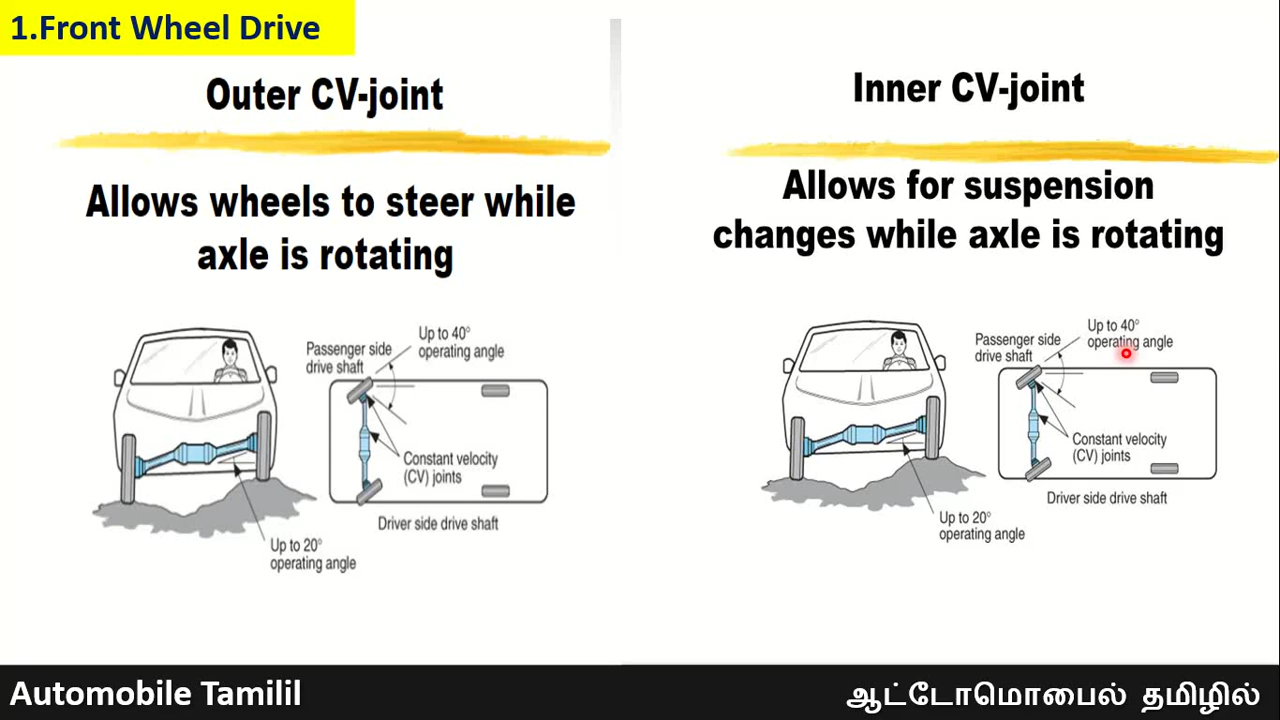 1.Front Wheel Drive
Outer CV-joint
Allows wheels to steer while
axle is rotating
Up to 40°
operating angle
Passenger side
drive shaft
Constant velocity
(CV) joints
Driver side drive shaft
Up to 20°
operating angle
Inner CV-joint
Allows for suspension
changes while axle is rotating
Up to 40°
operating angle
Passenger side
drive shaft
Constant velocity
(CV) joints
Driver side drive shaft
Up to 20°
operating angle
Automobile Tamilil
ஆட்டோமொபைல் தமிழில்